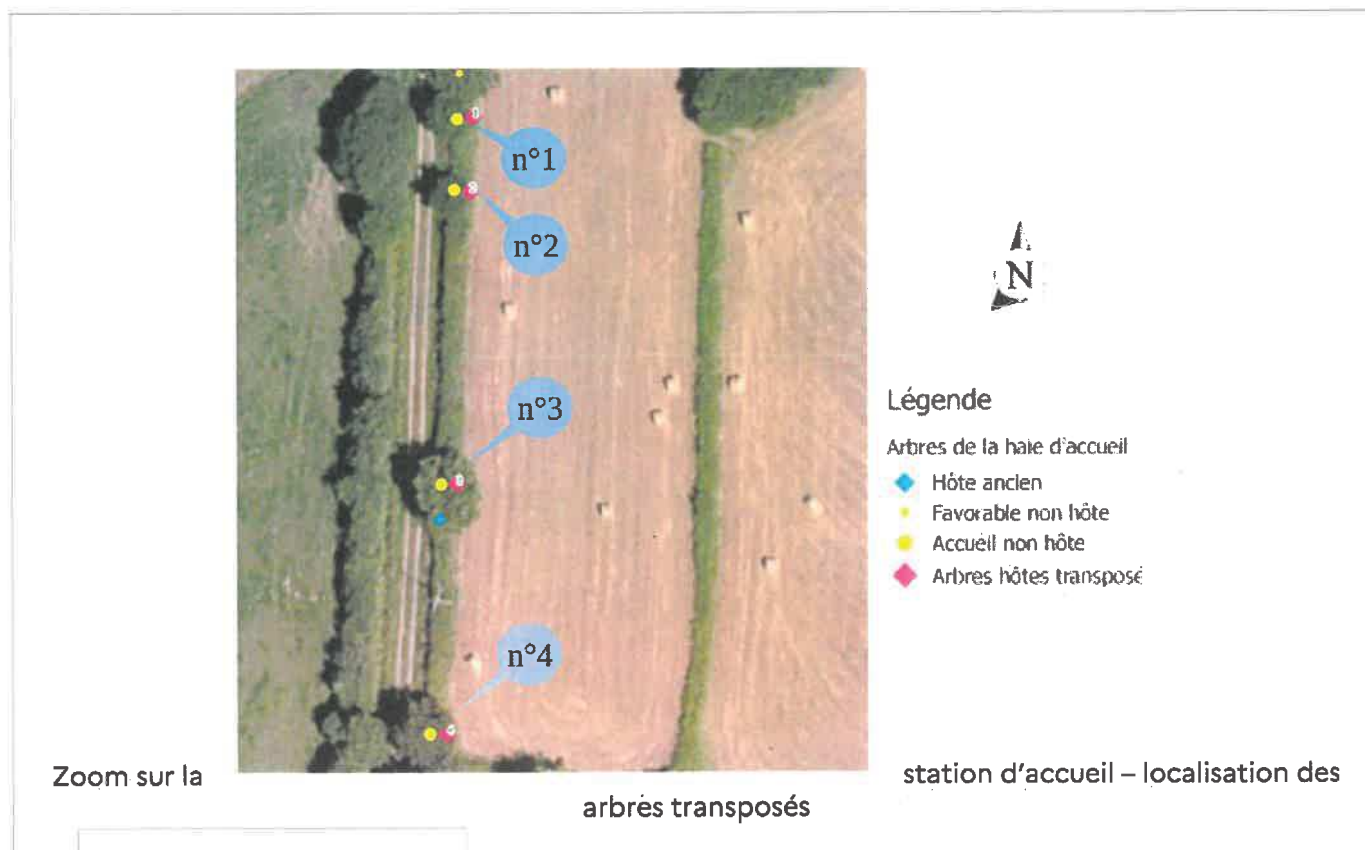 n°1
n°2
n°3
n°4
N
Légende
Arbres de la haie d'accueil
Hôte ancien
Favorable non hôte
Accueil non hôte
Arbres hôtes transposé
Zoom sur la station d'accueil – localisation des
arbres transposés